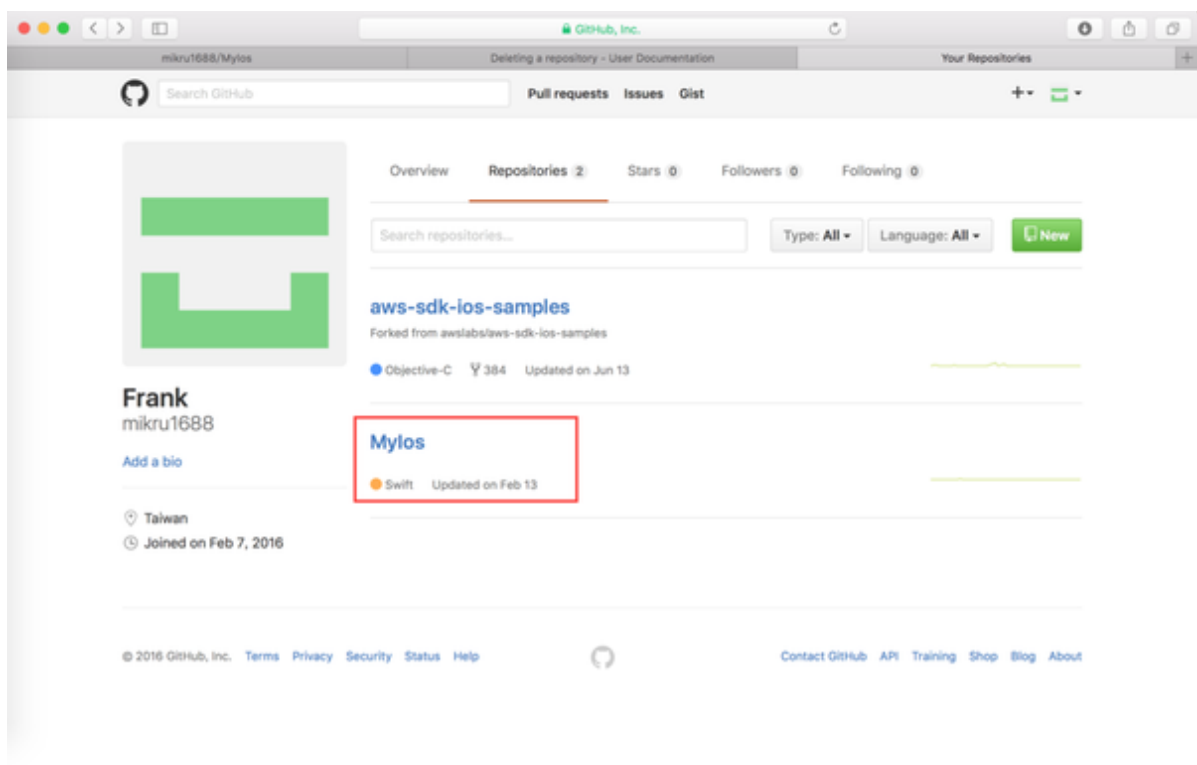 GitHub, Inc.
mikru1688/Mylos
Deleting a repository - User Documentation
Your Repositories
Search GitHub
Pull requests Issues Gist
Overview Repositories 2 Stars 0 Followers 0 Following 0
Search repositories...
Type: All
Language: All
New
aws-sdk-ios-samples
Forked from awslabs/aws-sdk-ios-samples
Objective-C 384 Updated on Jun 13
Frank
mikru1688
Add a bio
Taiwan
Joined on Feb 7, 2016
Mylos
Swift Updated on Feb 13
© 2016 GitHub, Inc. Terms Privacy Security Status Help
Contact GitHub API Training Shop Blog About